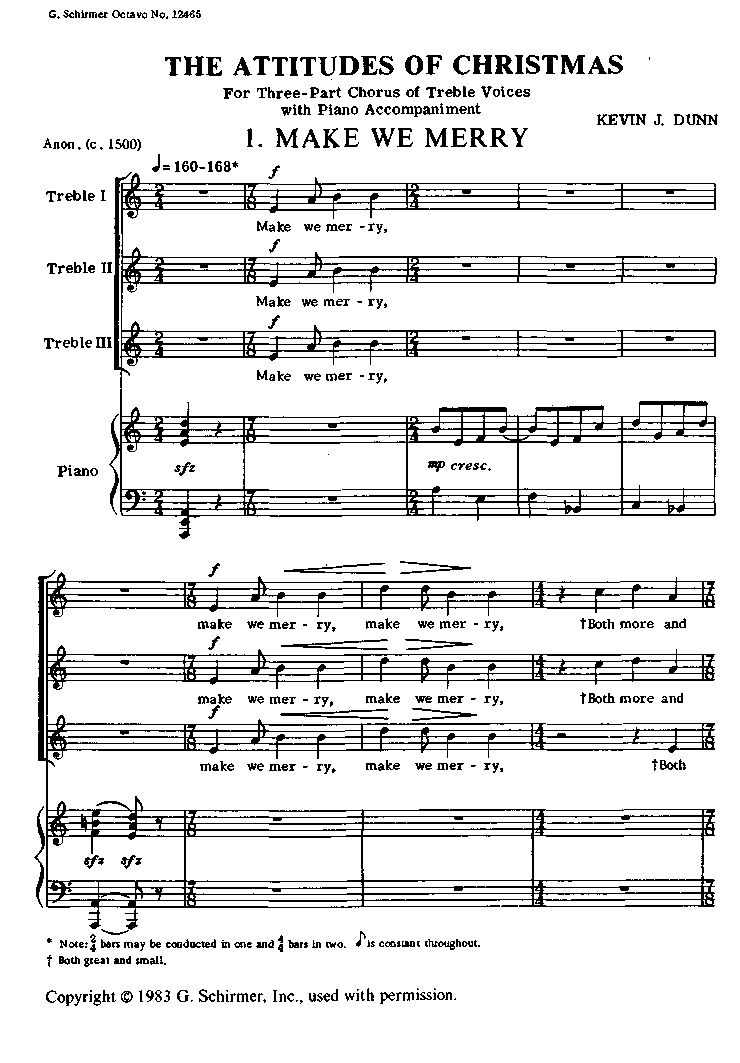 G. Schirmer Octavo No. 12465
THE ATTITUDES OF CHRISTMAS
For Three-Part Chorus of Treble Voices
with Piano Accompaniment
KEVIN J. DUNN
Anon. (c. 1500)
1. MAKE WE MERRY
♩=160-168*
f
Treble I
Make we mer - ry,
f
Treble II
Make we mer - ry,
f
Treble III
Make we mer - ry,
Piano
sfz
mp cresc.
f
make we mer - ry, make we mer - ry, †Both more and
f
make we mer - ry, make we mer - ry, †Both more and
f
make we mer - ry, make we mer - ry, †Both
sfz sfz
* Note: 2/4 bars may be conducted in one and 4/4 bars in two. ♪ is constant throughout.
† Both great and small.
Copyright © 1983 G. Schirmer, Inc., used with permission.